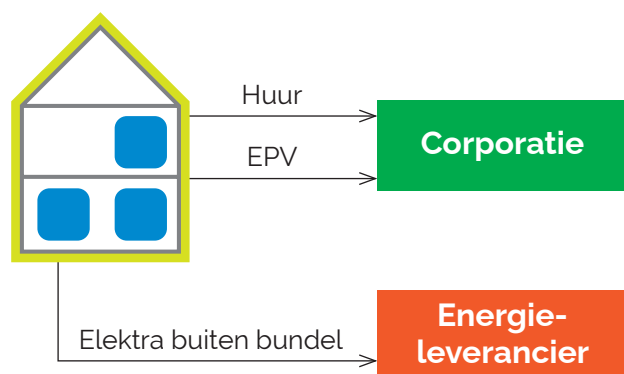 Huur
EPV
Corporatie
Elektra buiten bundel
Energie-
leverancier